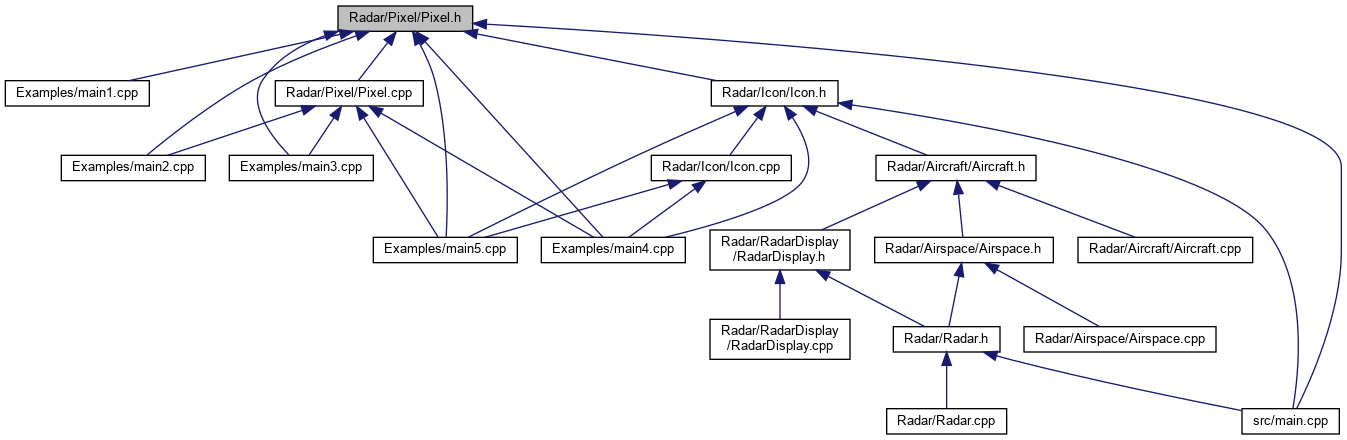 Radar/Pixel/Pixel.h
Examples/main1.cpp
Radar/Pixel/Pixel.cpp
Radar/Icon/Icon.h
Examples/main2.cpp
Examples/main3.cpp
Radar/Icon/Icon.cpp
Radar/Aircraft/Aircraft.h
Examples/main5.cpp
Examples/main4.cpp
Radar/RadarDisplay
/RadarDisplay.h
Radar/Airspace/Airspace.h
Radar/Aircraft/Aircraft.cpp
Radar/RadarDisplay
/RadarDisplay.cpp
Radar/Radar.h
Radar/Airspace/Airspace.cpp
Radar/Radar.cpp
src/main.cpp